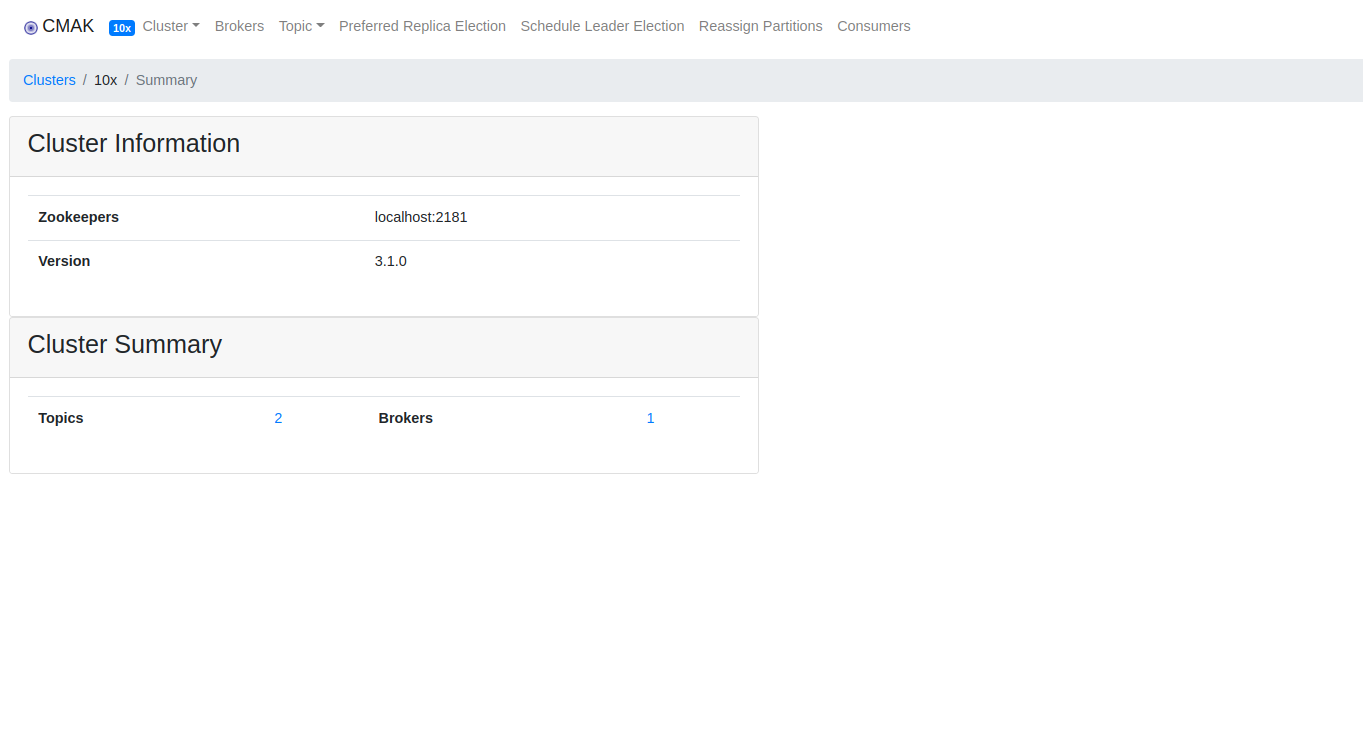 CMAK 10x Cluster Brokers Topic Preferred Replica Election Schedule Leader Election Reassign Partitions Consumers
Clusters / 10x / Summary
Cluster Information
Zookeepers localhost:2181
Version 3.1.0
Cluster Summary
Topics 2 Brokers 1